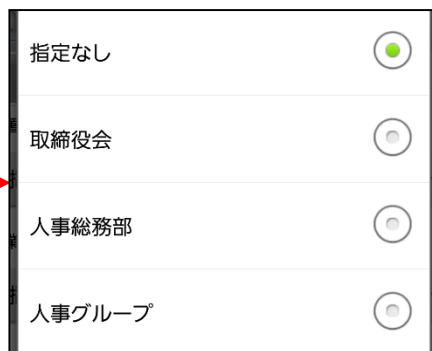 指定なし
取締役会
人事総務部
人事グループ